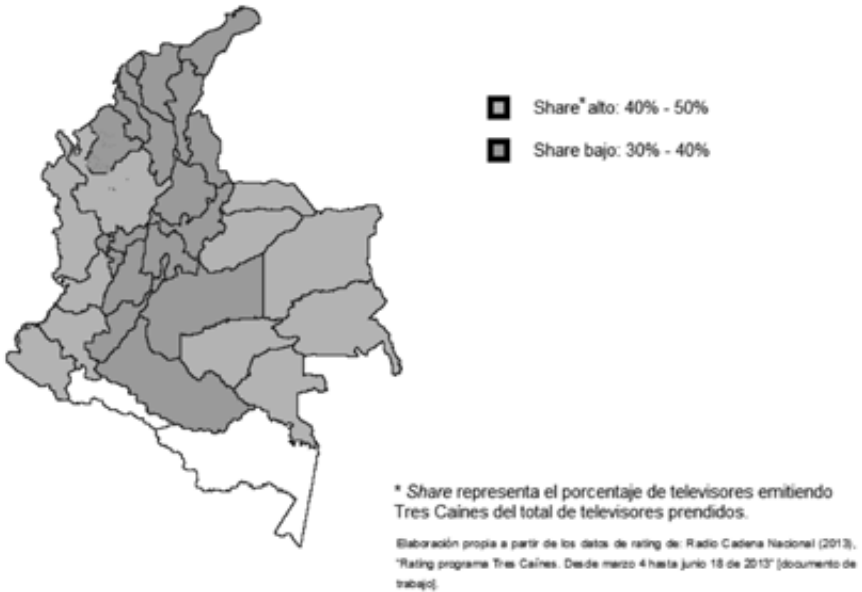 Share* alto: 40% - 50%
Share bajo: 30% - 40%
* Share representa el porcentaje de televisores emitiendo
Tres Caínes del total de televisores prendidos.
Elaboración propia a partir de los datos de rating de: Radio Cadena Nacional (2013),
"Rating programa Tres Caínes. Desde marzo 4 hasta junio 18 de 2013" [documento de
trabajo].